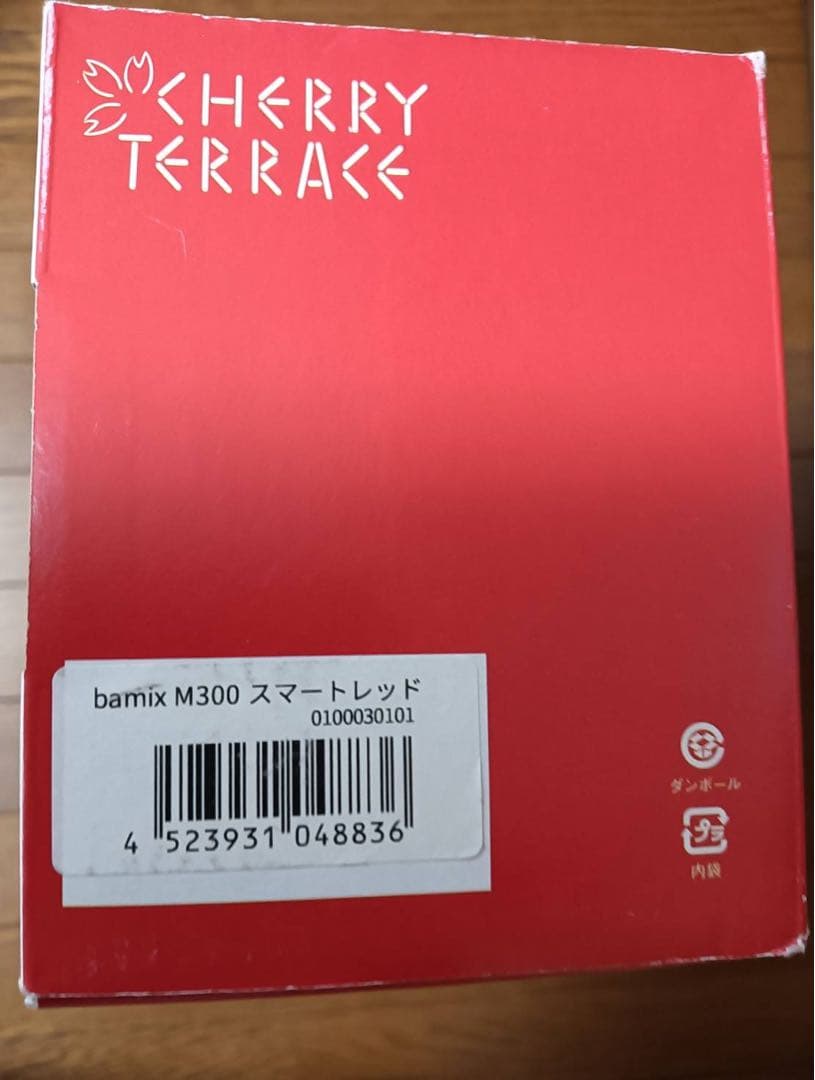 CHERRY
TERRACE
bamix M300 スマートレッド
0100030101
4 523931 048836
ダンボール
プラ
内袋